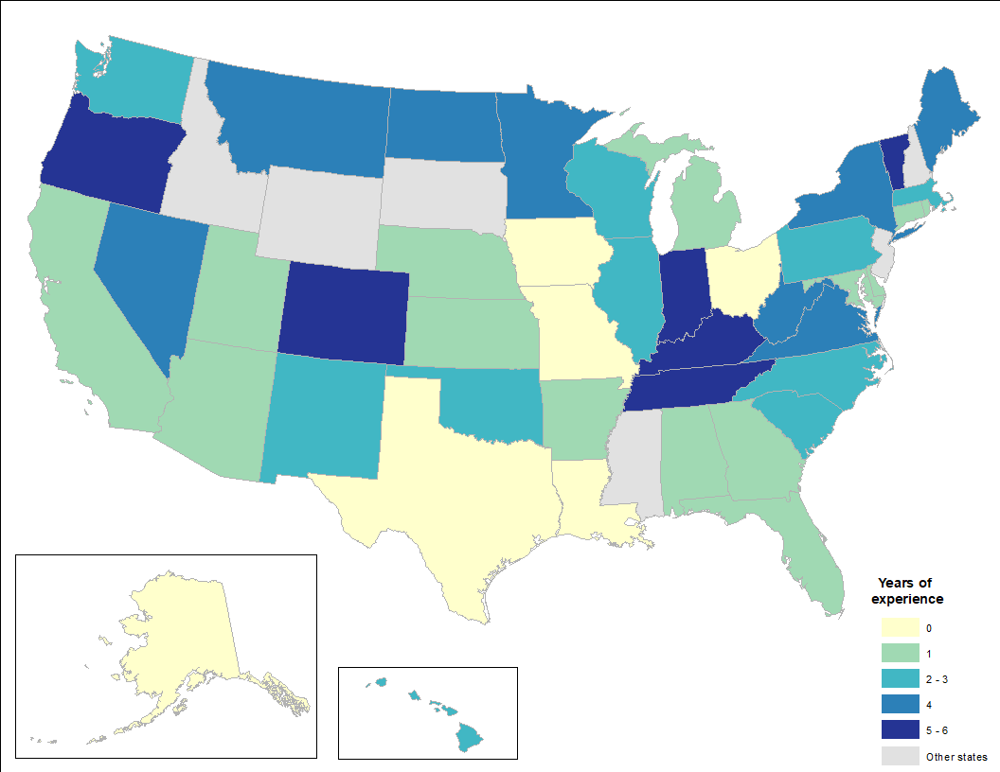 Years of
experience
0
1
2 - 3
4
5 - 6
Other states